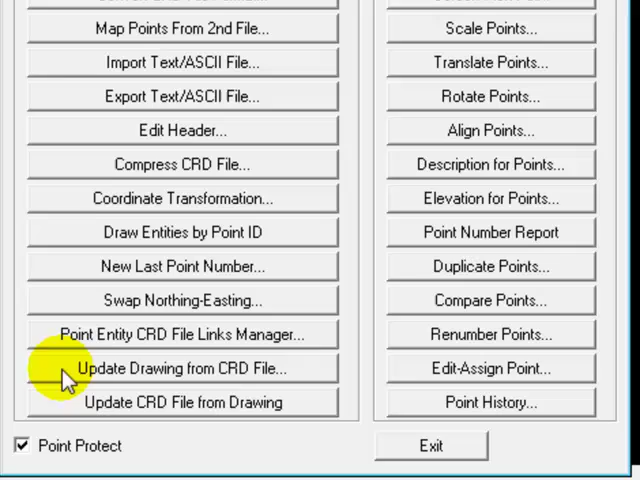 Map Points From 2nd File...
Import Text/ASCII File...
Export Text/ASCII File...
Edit Header...
Compress CRD File...
Coordinate Transformation...
Draw Entities by Point ID
New Last Point Number...
Swap Northing-Easting...
Point Entity CRD File Links Manager...
Update Drawing from CRD File...
Update CRD File from Drawing
Point Protect
Scale Points...
Translate Points...
Rotate Points...
Align Points...
Description for Points...
Elevation for Points...
Point Number Report
Duplicate Points...
Compare Points...
Renumber Points...
Edit-Assign Point...
Point History...
Exit